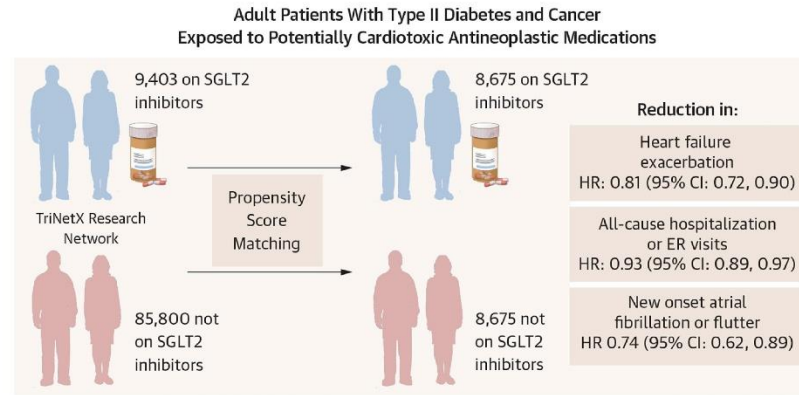 Adult Patients With Type II Diabetes and Cancer
Exposed to Potentially Cardiotoxic Antineoplastic Medications
9,403 on SGLT2
inhibitors
TriNetX Research
Network
85,800 not
on SGLT2
inhibitors
Propensity
Score
Matching
8,675 on SGLT2
inhibitors
8,675 not
on SGLT2
inhibitors
Reduction in:
Heart failure
exacerbation
HR: 0.81 (95% CI: 0.72, 0.90)
All-cause hospitalization
or ER visits
HR: 0.93 (95% CI: 0.89, 0.97)
New onset atrial
fibrillation or flutter
HR 0.74 (95% CI: 0.62, 0.89)